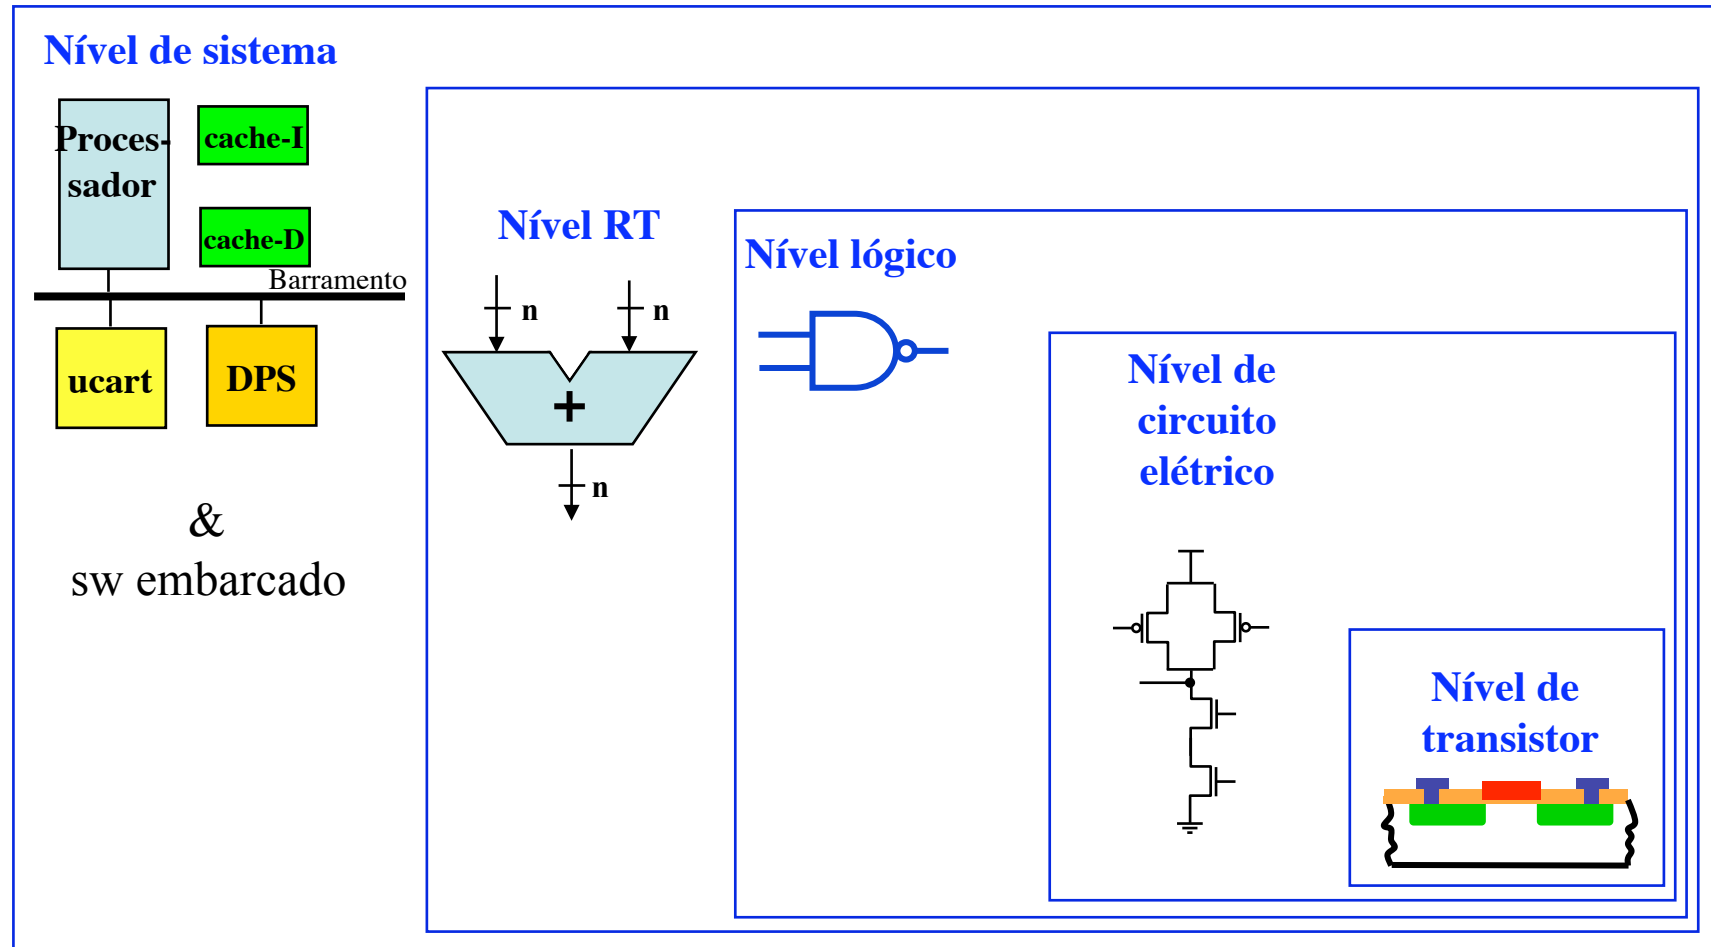 Nível de sistema
Proces-
sador
cache-I
cache-D
Barramento
ucart
DPS
&
sw embarcado
Nível RT
n
n
+
n
Nível lógico
Nível de
circuito
elétrico
Nível de
transistor